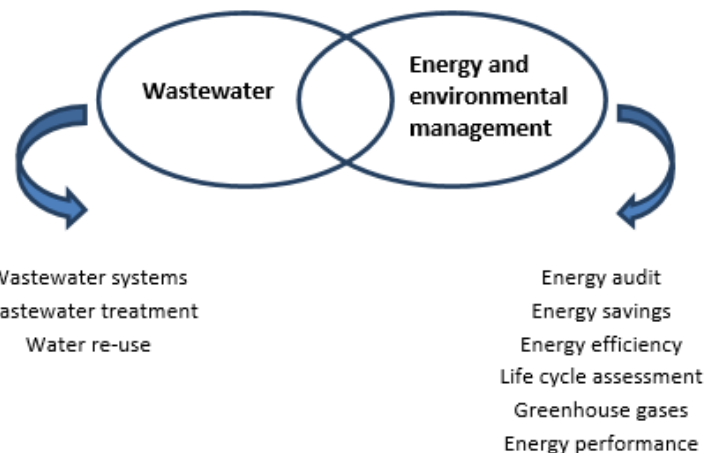 Wastewater
Energy and
environmental
management
Wastewater systems
Wastewater treatment
Water re-use
Energy audit
Energy savings
Energy efficiency
Life cycle assessment
Greenhouse gases
Energy performance